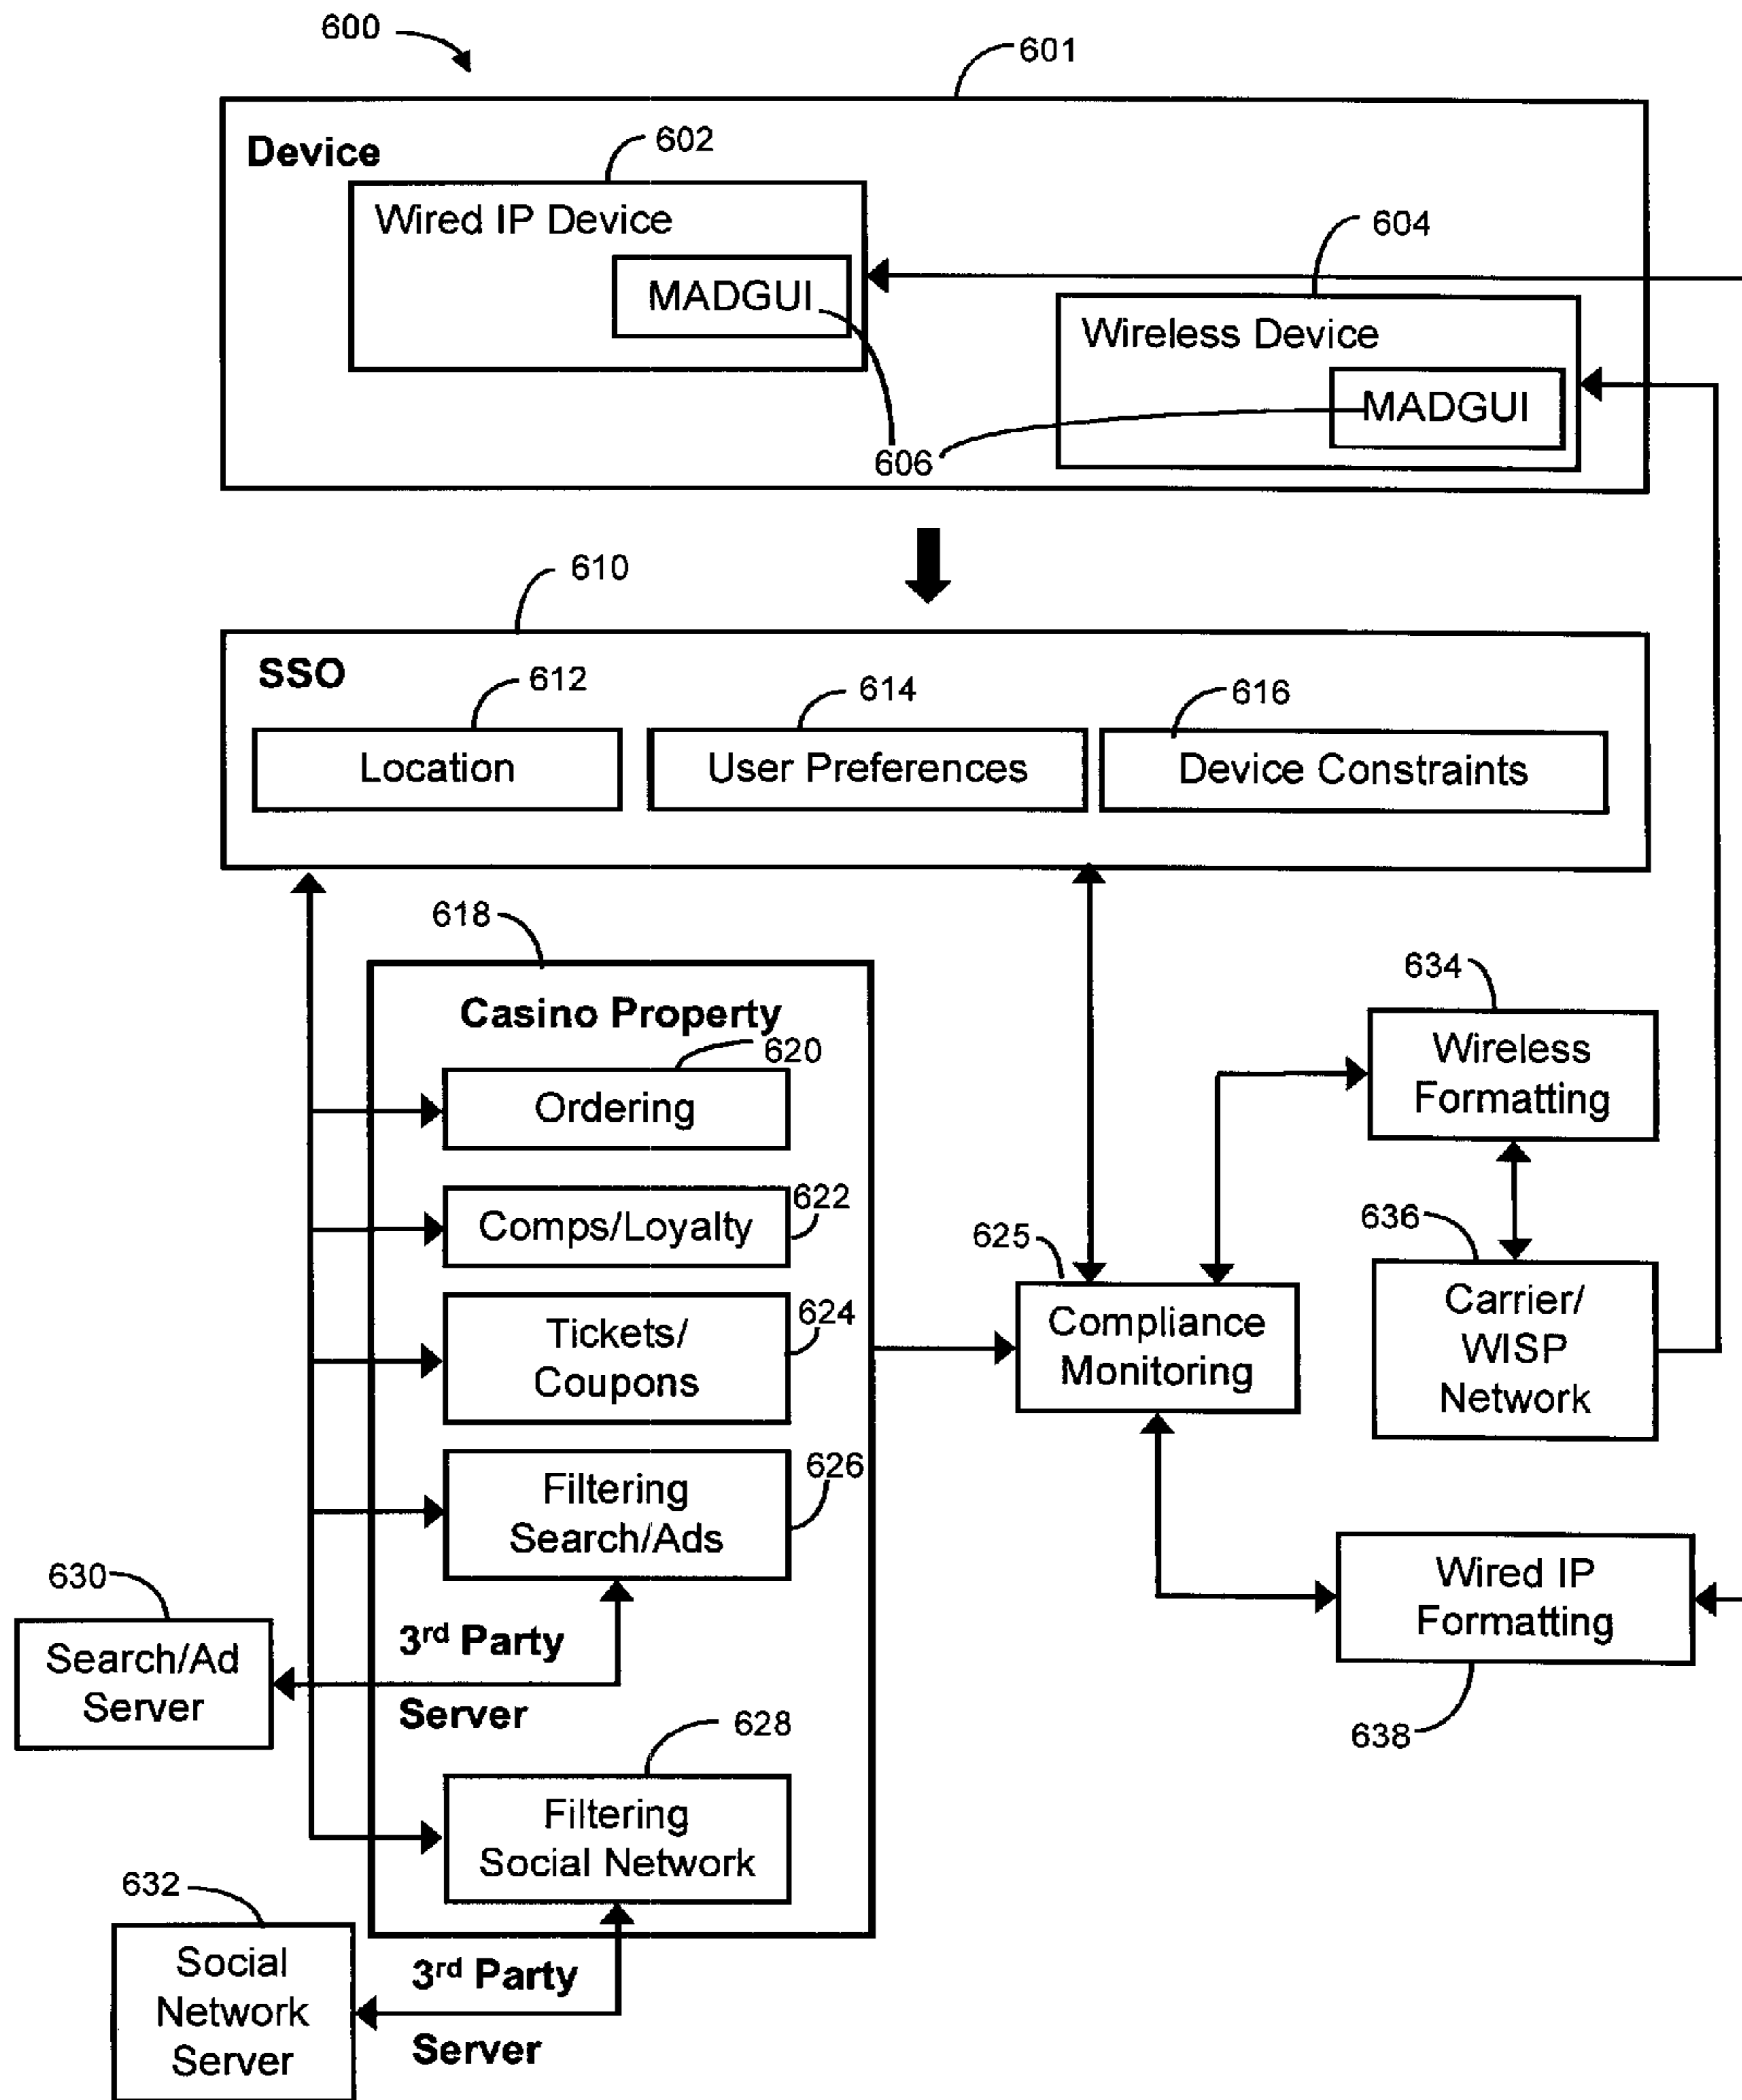 600
601
Device
602
Wired IP Device
MADGUI
604
Wireless Device
MADGUI
606
610
SSO
612
614
616
Location
User Preferences
Device Constraints
618
Casino Property
620
Ordering
622
Comps/Loyalty
624
Tickets/
Coupons
626
Filtering
Search/Ads
630
Search/Ad
Server
3rd Party
Server
628
Filtering
Social Network
632
Social
Network
Server
3rd Party
Server
625
Compliance
Monitoring
634
Wireless
Formatting
636
Carrier/
WISP
Network
Wired IP
Formatting
638